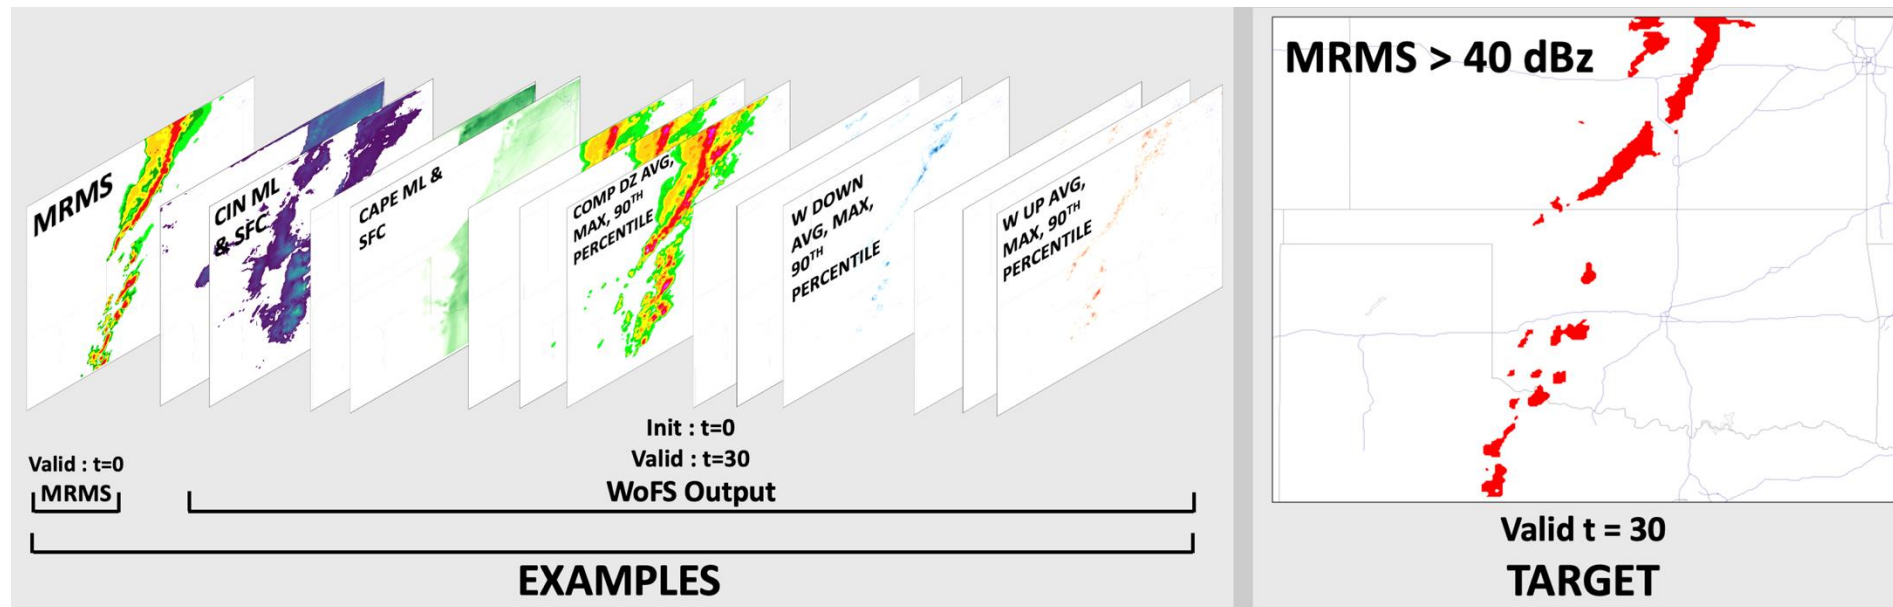 MRMS
CIN ML
& SFC
CAPE ML &
SFC
COMP DZ AVG,
MAX, 90TH
PERCENTILE
W DOWN
AVG, MAX,
90TH
PERCENTILE
W UP AVG,
MAX, 90TH
PERCENTILE
Init : t=0
Valid : t=30
WoFS Output
Valid : t=0
MRMS
EXAMPLES
MRMS > 40 dBz
Valid t = 30
TARGET